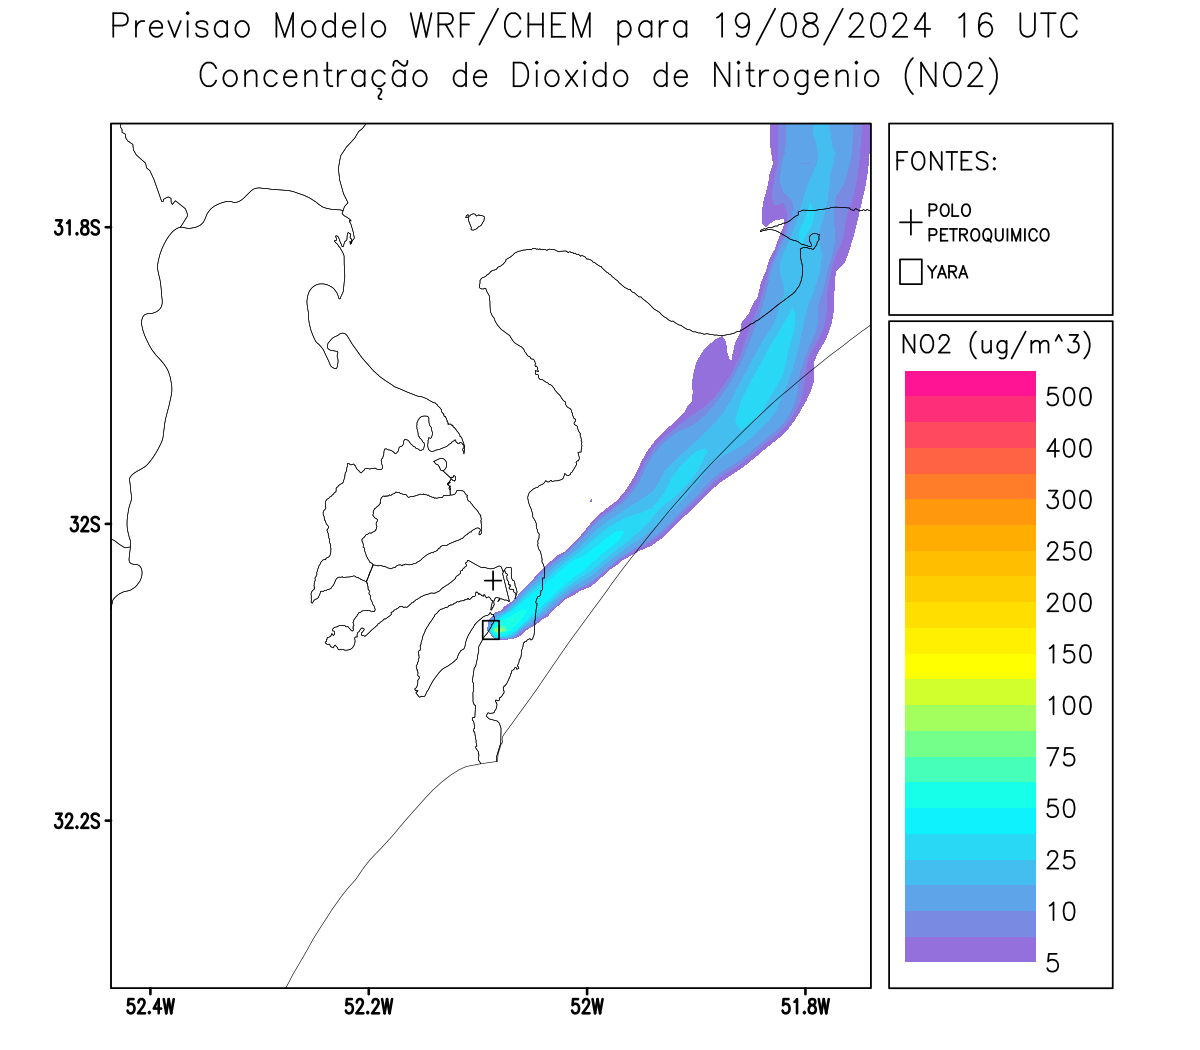 Previsao Modelo WRF/CHEM para 19/08/2024 16 UTC
Concentração de Dioxido de Nitrogenio (NO2)
FONTES:
POLO
PETROQUIMICO
YARA
31.8S
32S
32.2S
52.4W
52.2W
52W
51.8W
NO2 (ug/m^3)
500
400
300
250
200
150
100
75
50
25
10
5